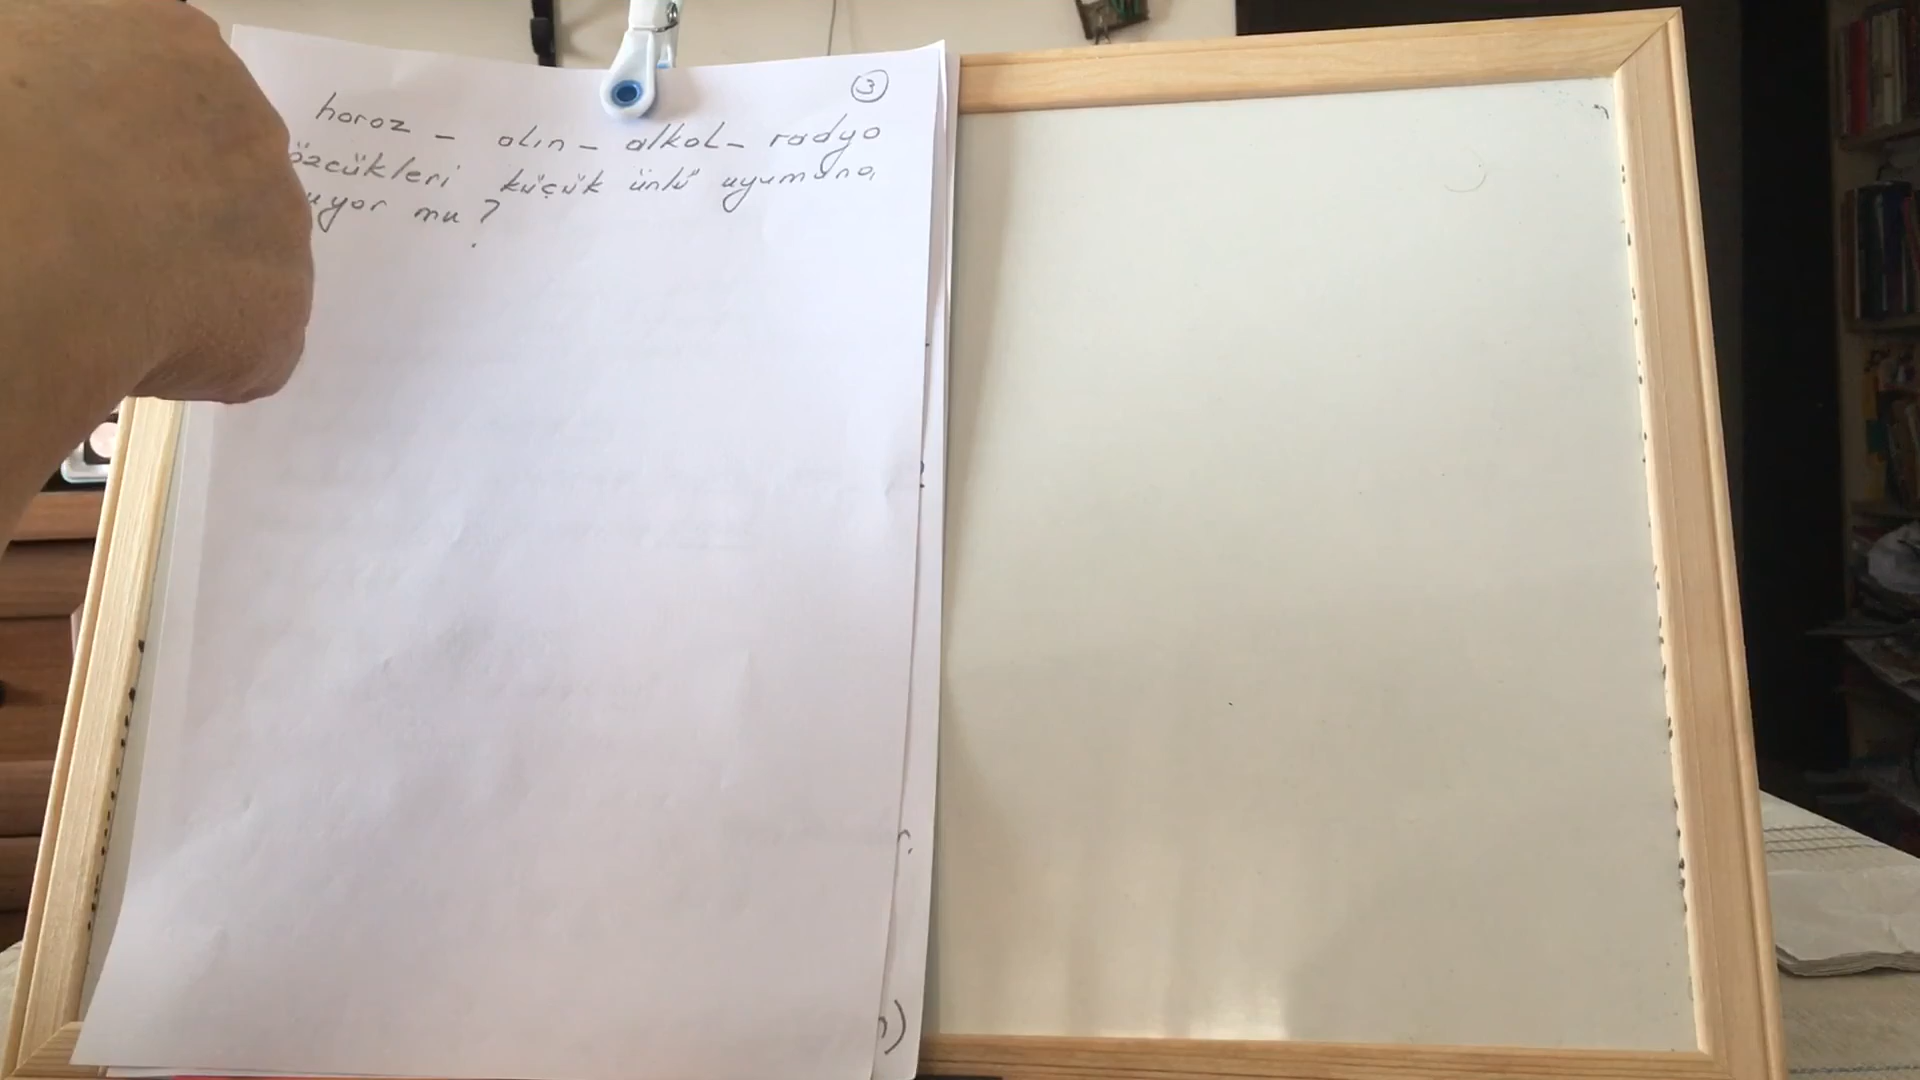 3
horoz - alın - alkol - radyo
özcükleri küçük ünlü uyumuna
uyor mu?